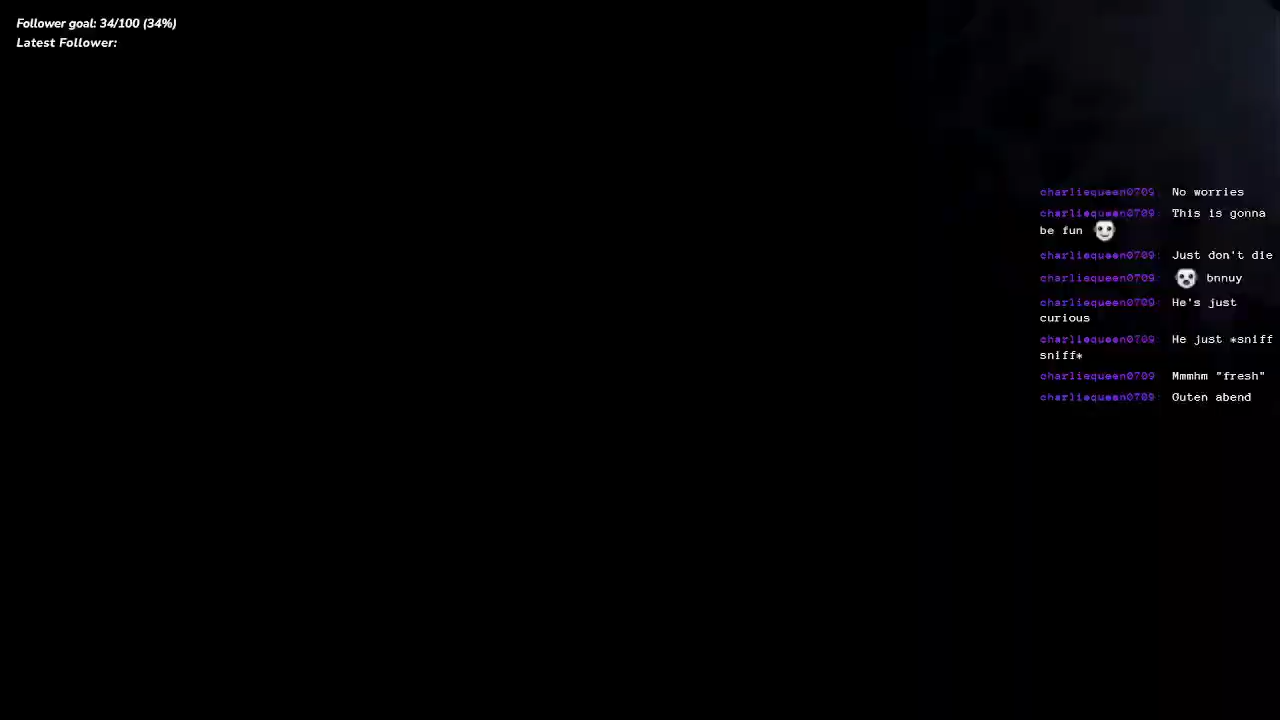 Follower goal: 34/100 (34%)
Latest Follower:
charliequeen0709: No worries
charliequeen0709: This is gonna
be fun
charliequeen0709: Just don't die
charliequeen0709: bnnuy
charliequeen0709: He's just
curious
charliequeen0709: He just *sniff
sniff*
charliequeen0709: Mmmhm "fresh"
charliequeen0709: Guten abend